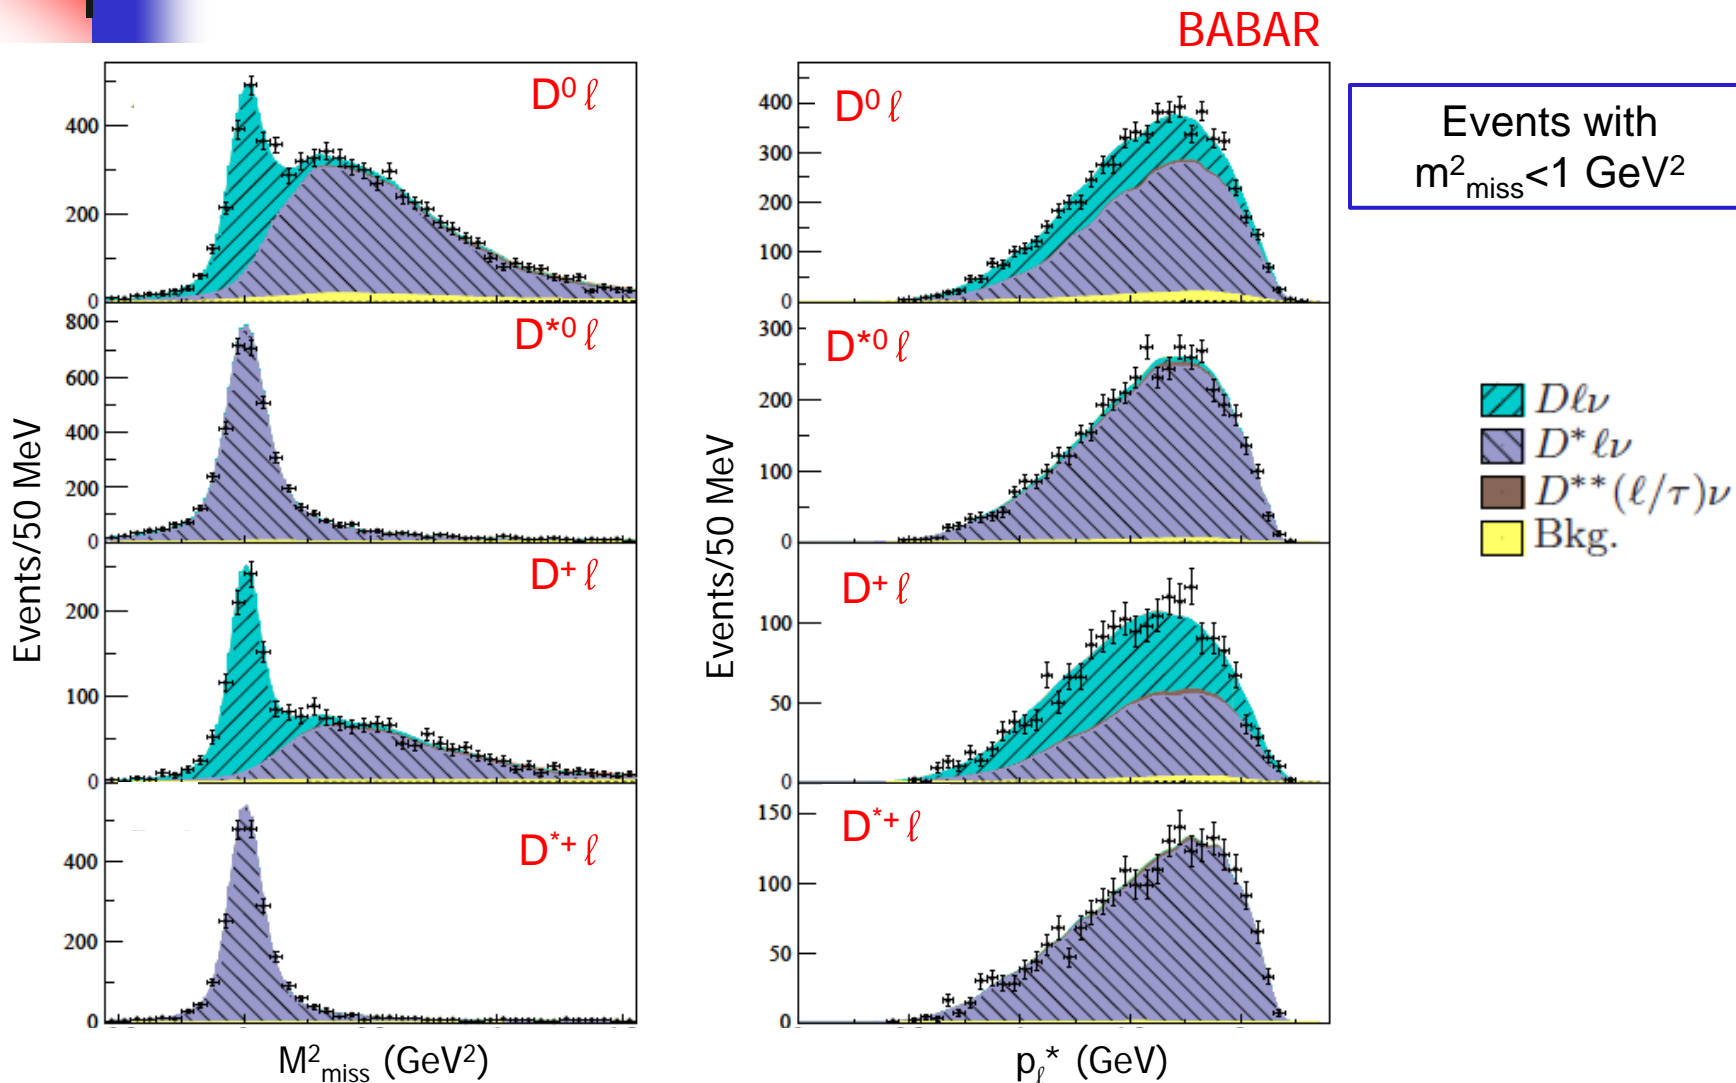 BABAR
D⁰ ℓ
400
200
0
D*⁰ ℓ
800
600
400
200
0
D⁺ ℓ
200
100
0
D*⁺ ℓ
400
200
0
Events/50 MeV
M²miss (GeV²)
D⁰ ℓ
400
300
200
100
0
D*⁰ ℓ
300
200
100
0
D⁺ ℓ
100
50
0
D*⁺ ℓ
150
100
50
0
Events/50 MeV
pℓ* (GeV)
Events with
m²miss<1 GeV²
Dℓν
D*ℓν
D**(ℓ/τ)ν
Bkg.